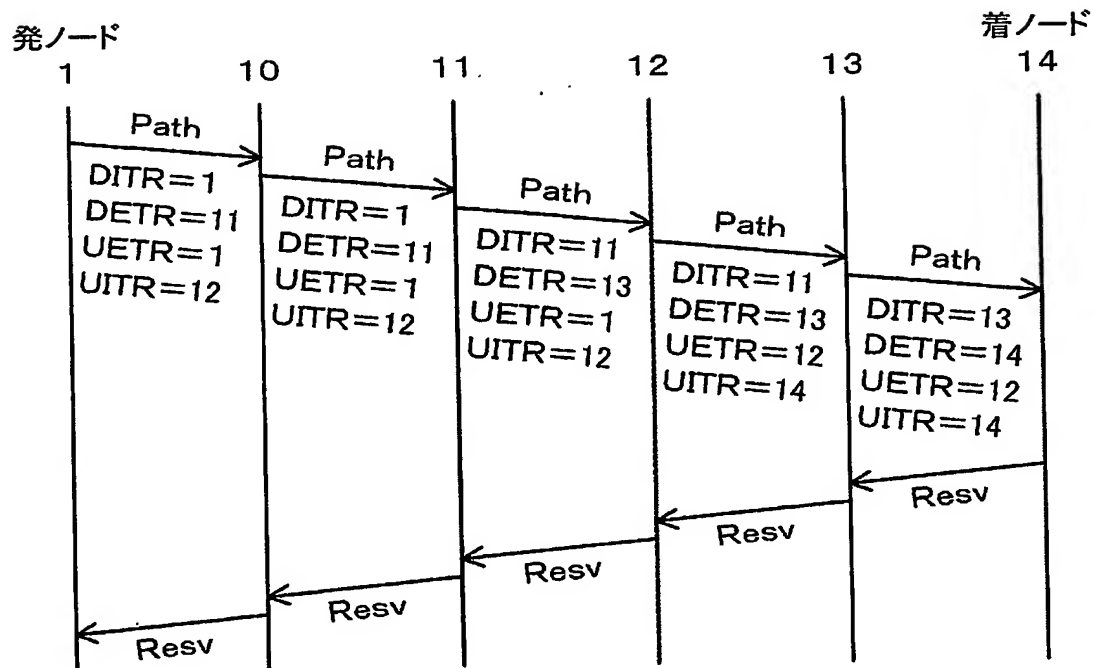 発ノード
着ノード
1
10
11
12
13
14
Path
DITR=1
DETR=11
UETR=1
UITR=12
Path
DITR=1
DETR=11
UETR=1
UITR=12
Path
DITR=11
DETR=13
UETR=1
UITR=12
Path
DITR=11
DETR=13
UETR=12
UITR=14
Path
DITR=13
DETR=14
UETR=12
UITR=14
Resv
Resv
Resv
Resv
Resv